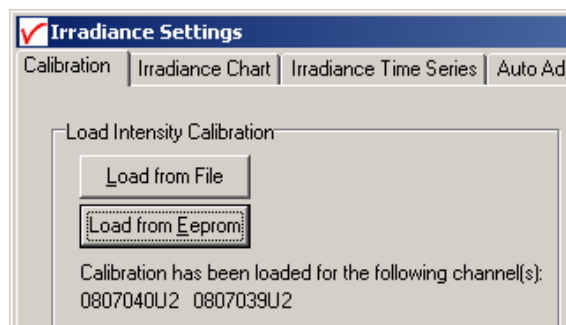 Irradiance Settings
Calibration Irradiance Chart Irradiance Time Series Auto Ad
Load Intensity Calibration
Load from File
Load from Eeprom
Calibration has been loaded for the following channel(s):
0807040U2 0807039U2